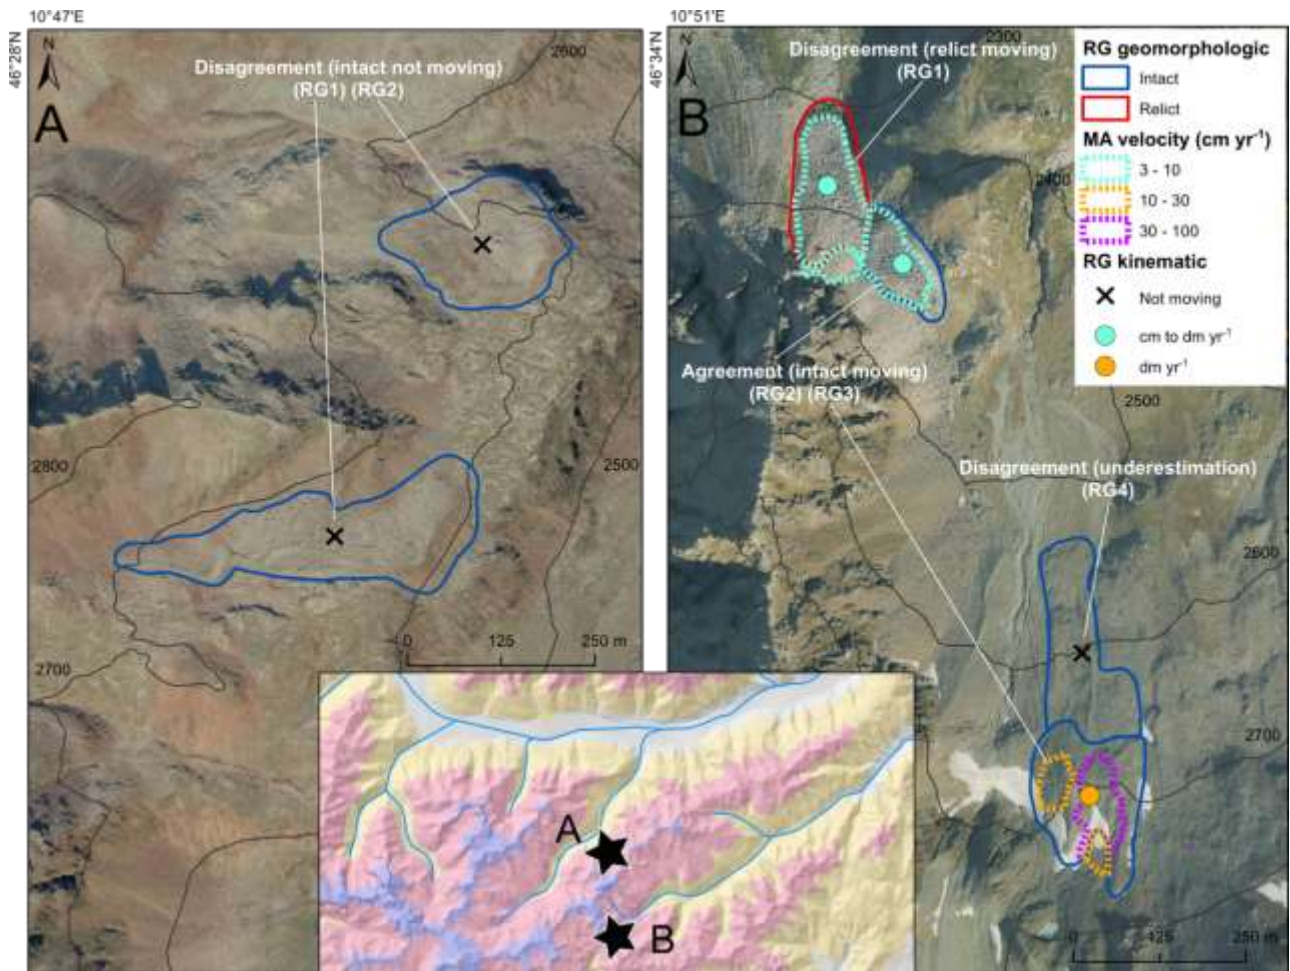 10°47'E
46°28'N
N
A
Disagreement (intact not moving)
(RG1) (RG2)
2600
2800
2500
2700
0 125 250 m
10°51'E
46°34'N
N
B
2300
Disagreement (relict moving)
(RG1)
2400
Agreement (intact moving)
(RG2) (RG3)
2500
Disagreement (underestimation)
(RG4)
2600
2700
0 125 250 m
RG geomorphologic
Intact
Relict
MA velocity (cm yr⁻¹)
3 - 10
10 - 30
30 - 100
RG kinematic
Not moving
cm to dm yr⁻¹
dm yr⁻¹
A
B